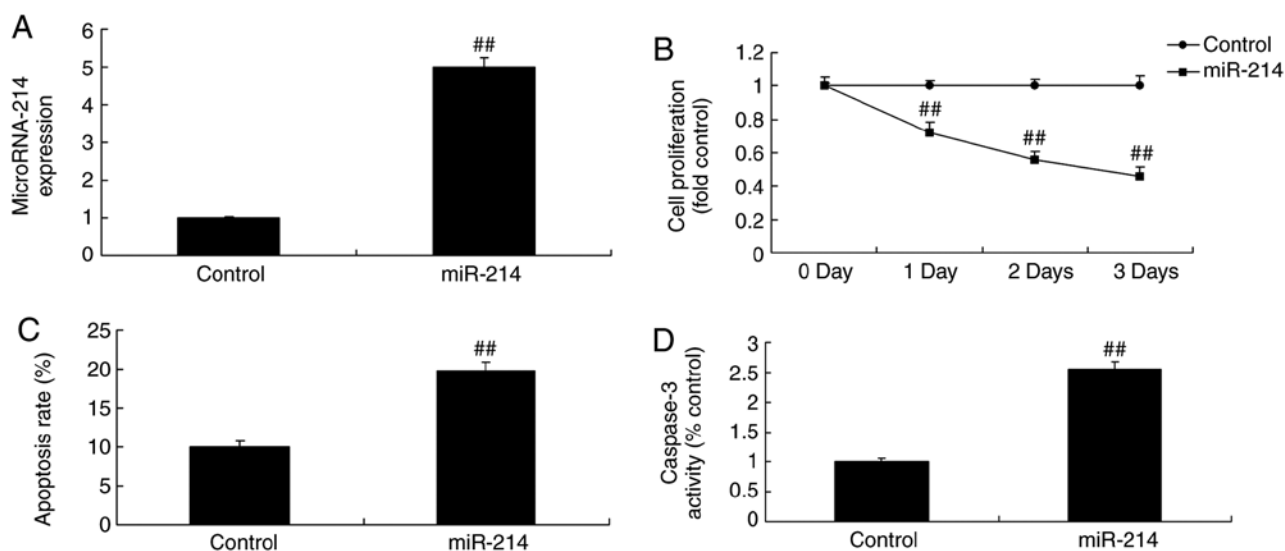 A
MicroRNA-214
expression
6
5
4
3
2
1
0
##
Control
miR-214
B
Cell proliferation
(fold control)
1.2
1
0.8
0.6
0.4
0.2
0
##
##
##
0 Day
1 Day
2 Days
3 Days
Control
miR-214
C
Apoptosis rate (%)
25
20
15
10
5
0
##
Control
miR-214
D
Caspase-3
activity (% control)
3
2.5
2
1.5
1
0.5
0
##
Control
miR-214